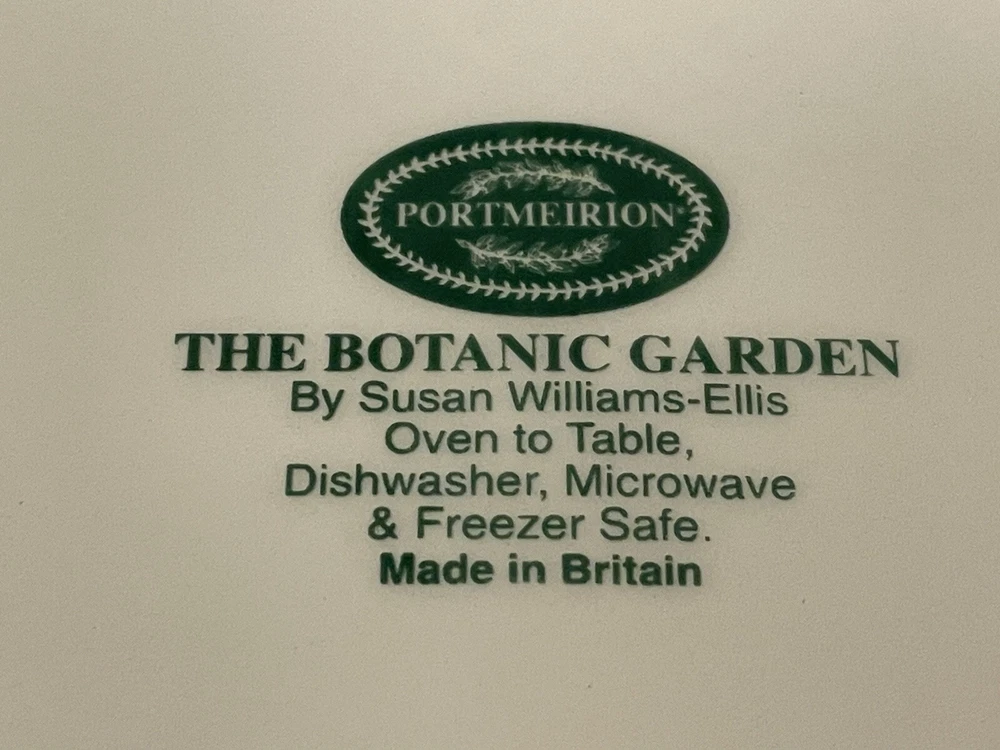 PORTMEIRION®
THE BOTANIC GARDEN
By Susan Williams-Ellis
Oven to Table,
Dishwasher, Microwave
& Freezer Safe.
Made in Britain